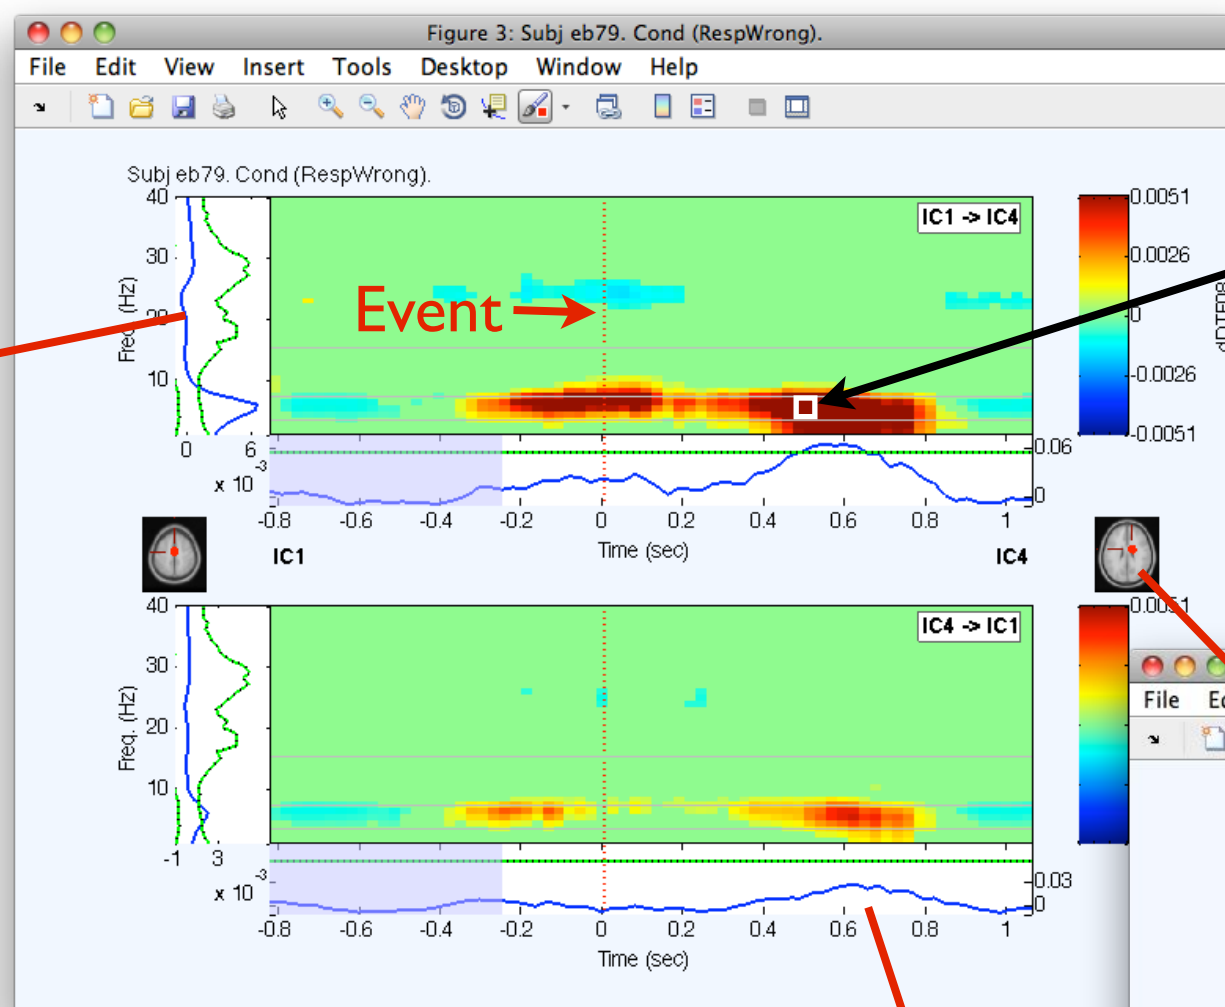 Figure 3: Subj eb79. Cond (RespWrong).
File Edit View Insert Tools Desktop Window Help
Subj eb79. Cond (RespWrong).
40
30
20
10
Freq. (Hz)
0 6
x 10^-3
IC1 -> IC4
Event
0.0051
0.0026
0
-0.0026
-0.0051
0.06
0
-0.8 -0.6 -0.4 -0.2 0 0.2 0.4 0.6 0.8 1
Time (sec)
IC1
IC4
40
30
20
10
Freq. (Hz)
-1 3
x 10^-3
IC4 -> IC1
0.0051
File
0.03
0
-0.8 -0.6 -0.4 -0.2 0 0.2 0.4 0.6 0.8 1
Time (sec)